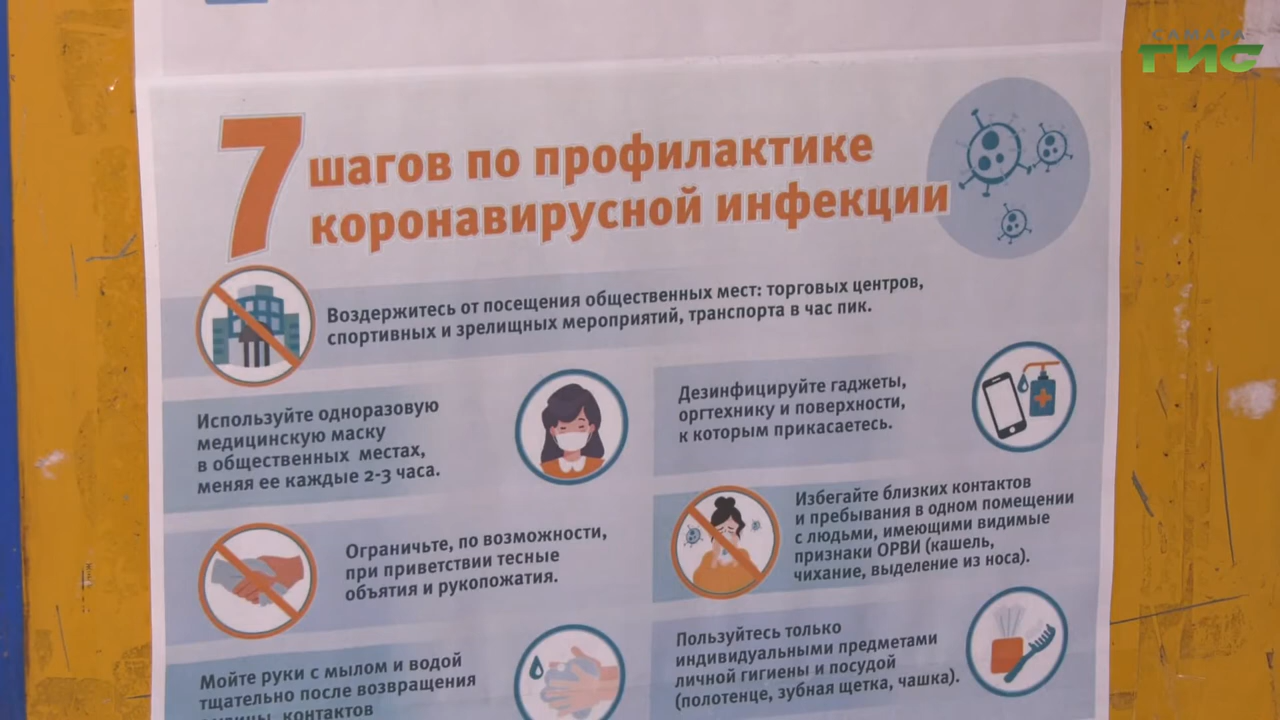 САМАРА
ГИС
7 шагов по профилактике
коронавирусной инфекции
Воздержитесь от посещения общественных мест: торговых центров,
спортивных и зрелищных мероприятий, транспорта в час пик.
Используйте одноразовую
медицинскую маску
в общественных местах,
меняя ее каждые 2-3 часа.
Дезинфицируйте гаджеты,
оргтехнику и поверхности,
к которым прикасаетесь.
Ограничьте, по возможности,
при приветствии тесные
объятия и рукопожатия.
Избегайте близких контактов
и пребывания в одном помещении
с людьми, имеющими видимые
признаки ОРВИ (кашель,
чихание, выделение из носа).
Мойте руки с мылом и водой
тщательно после возвращения
контактов
Пользуйтесь только
индивидуальными предметами
личной гигиены и посудой
(полотенце, зубная щетка, чашка).